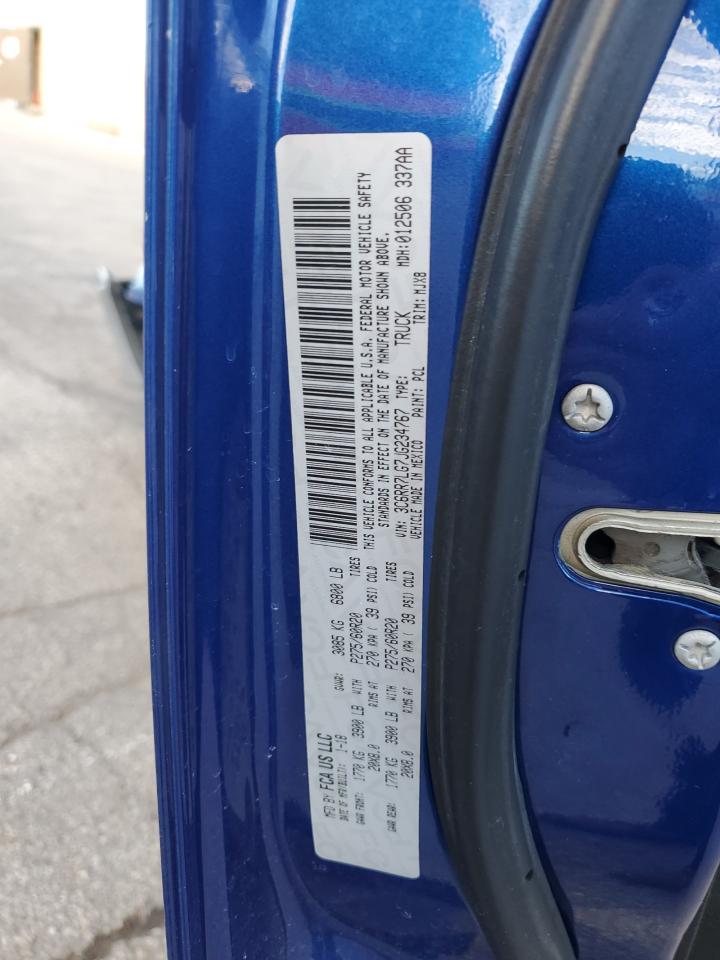 MFD BY FCA US LLC
DATE OF MFR/BUILT: 1-18
GVWR: 3085 KG 6800 LB
GAWR FRONT: 1770 KG 3900 LB WITH P275/60R20 TIRES
20X8.0 RIMS AT 270 KPA ( 39 PSI) COLD
GAWR REAR: 1770 KG 3900 LB WITH P275/60R20 TIRES
20X8.0 RIMS AT 270 KPA ( 39 PSI) COLD
THIS VEHICLE CONFORMS TO ALL APPLICABLE U.S.A. FEDERAL MOTOR VEHICLE SAFETY
STANDARDS IN EFFECT ON THE DATE OF MANUFACTURE SHOWN ABOVE.
VIN: 3C6RR7LG7JG234767 TYPE: TRUCK MDH:012506 337AA
VEHICLE MADE IN MEXICO PAINT: PCL TRIM: MJX8